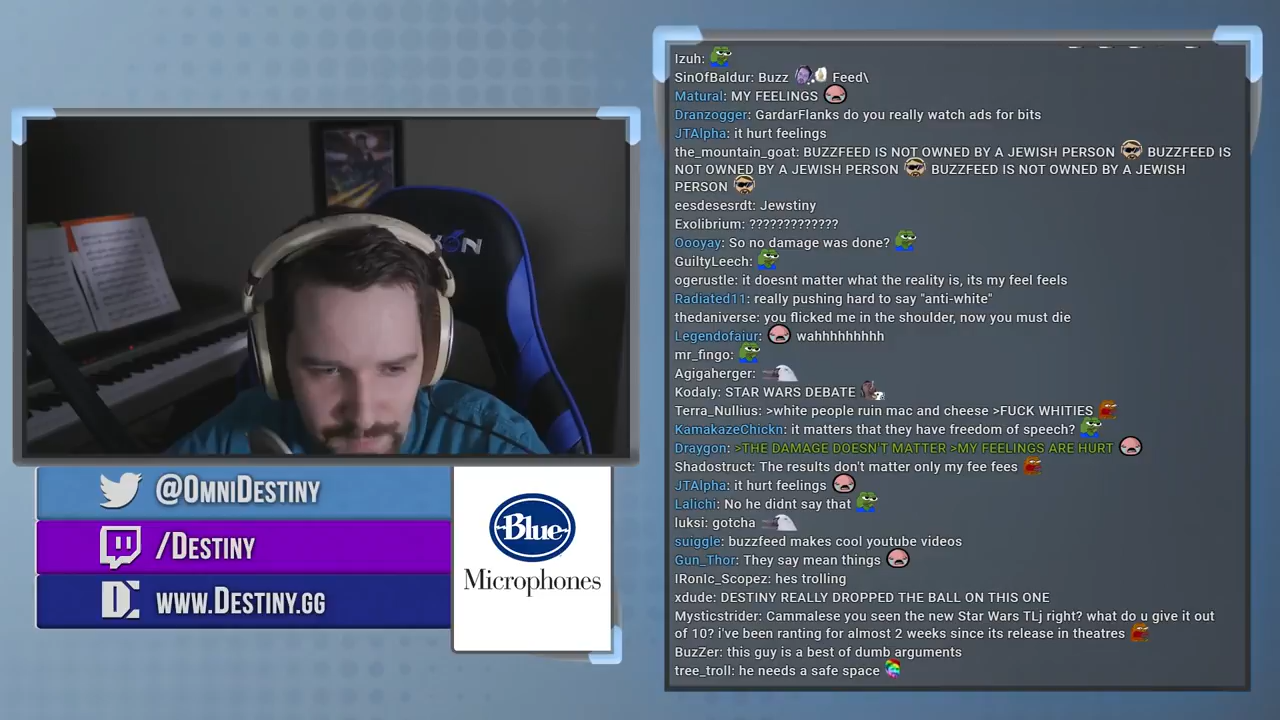 Izuh:
SinOfBaldur: Buzz Feed\
Matural: MY FEELINGS
Dranzogger: GardarFlanks do you really watch ads for bits
JTAlpha: it hurt feelings
the_mountain_goat: BUZZFEED IS NOT OWNED BY A JEWISH PERSON BUZZFEED IS
NOT OWNED BY A JEWISH PERSON BUZZFEED IS NOT OWNED BY A JEWISH
PERSON
eesdesesrdt: Jewstiny
Exolibrium: ?????????????
Oooyay: So no damage was done?
GuiltyLeech:
ogerustle: it doesnt matter what the reality is, its my feel feels
Radiated11: really pushing hard to say "anti-white"
thedaniverse: you flicked me in the shoulder, now you must die
Legendofaiur: wahhhhhhhhh
mr_fingo:
Agigaherger:
Kodaly: STAR WARS DEBATE
Terra_Nullius: >white people ruin mac and cheese >FUCK WHITIES
KamakazeChickn: it matters that they have freedom of speech?
Draygon: >THE DAMAGE DOESN'T MATTER >MY FEELINGS ARE HURT
Shadostruct: The results don't matter only my fee fees
JTAlpha: it hurt feelings
Lalichi: No he didnt say that
luksi: gotcha
suiggle: buzzfeed makes cool youtube videos
Gun_Thor: They say mean things
IRonIc_Scopez: hes trolling
xdude: DESTINY REALLY DROPPED THE BALL ON THIS ONE
Mysticstrider: Cammalese you seen the new Star Wars TLj right? what do u give it out
of 10? i've been ranting for almost 2 weeks since its release in theatres
BuzZer: this guy is a best of dumb arguments
tree_troll: he needs a safe space
@OmniDestiny
/Destiny
www.Destiny.gg
Blue
Microphones